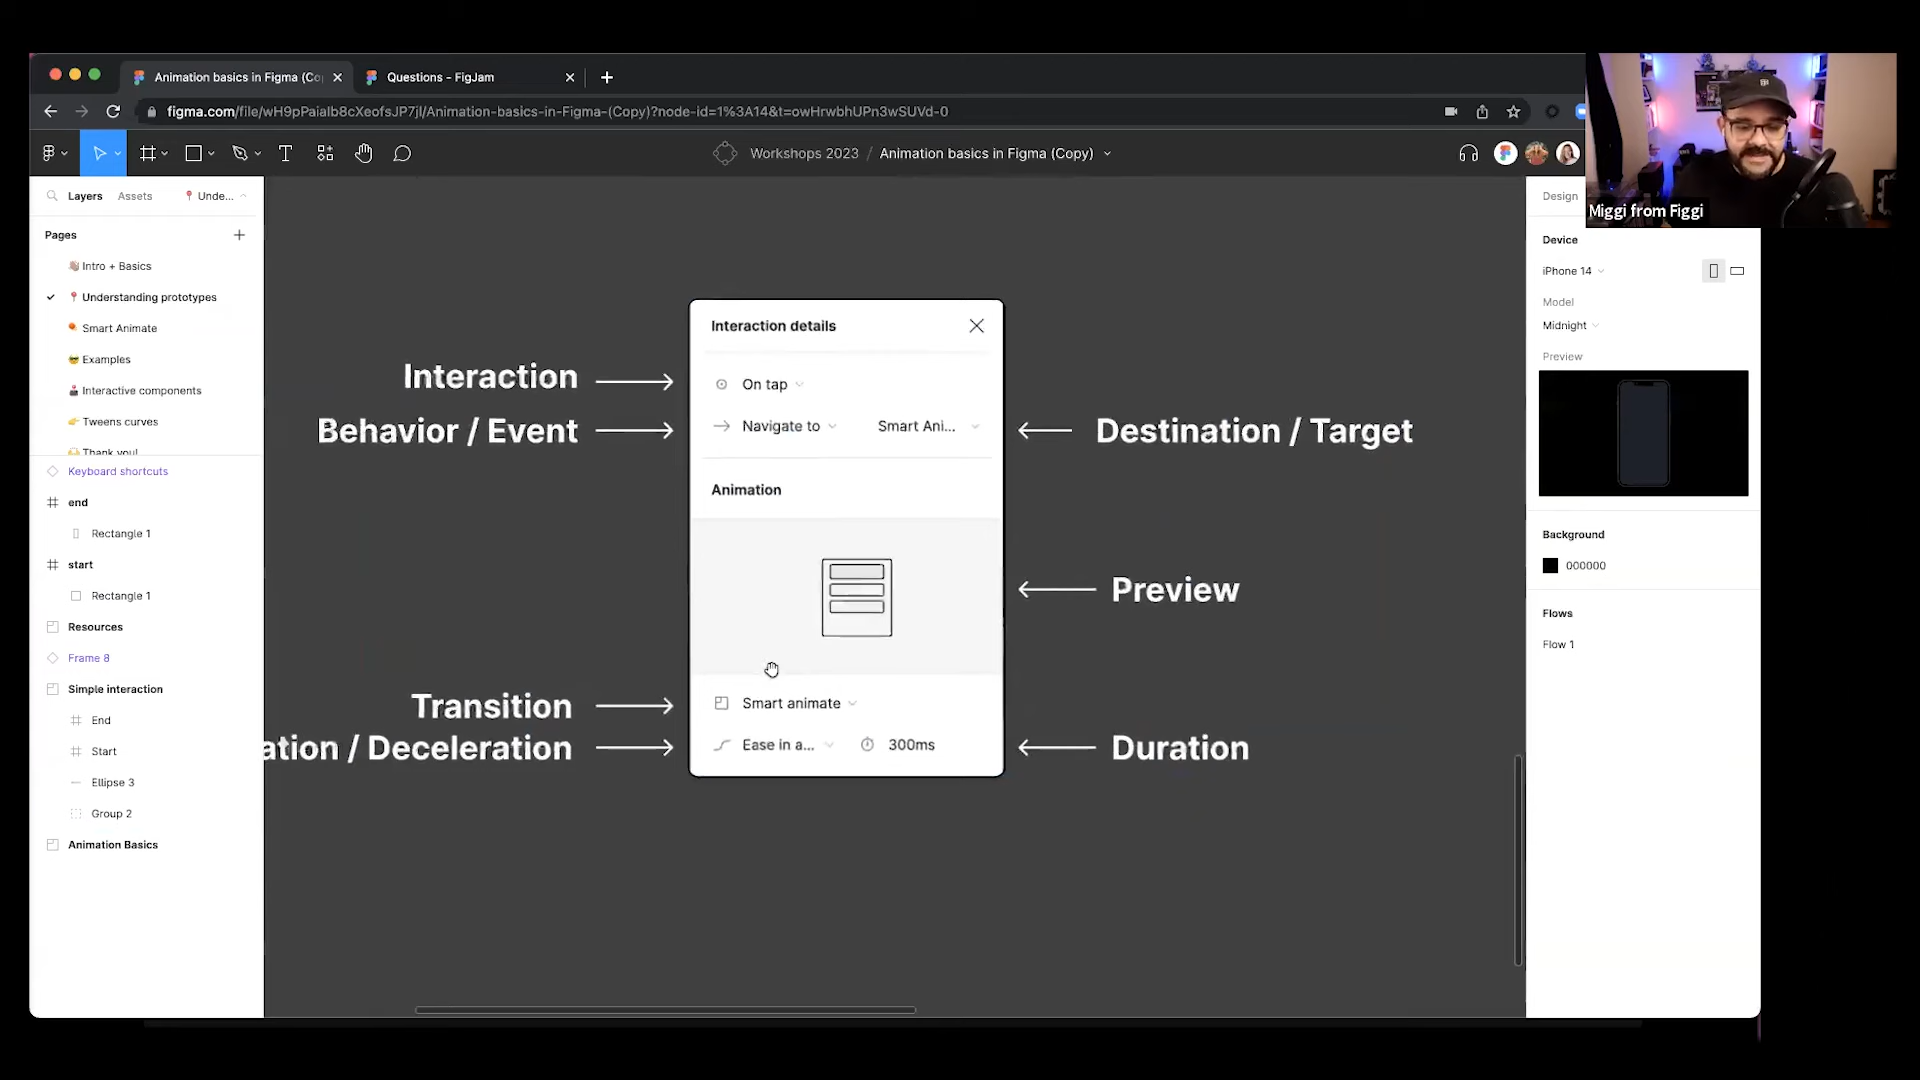 Animation basics in Figma (Co
Questions - FigJam
figma.com/file/wH9pPaiaIb8cXeofsJP7jl/Animation-basics-in-Figma-(Copy)?node-id=1%3A14&t=owHrwbhUPn3wSUVd-0
Workshops 2023 / Animation basics in Figma (Copy)
Miggi from Figgi
Layers
Assets
Unde...
Pages
Intro + Basics
Understanding prototypes
Smart Animate
Examples
Interactive components
Tweens curves
Thank you!
Keyboard shortcuts
end
Rectangle 1
start
Rectangle 1
Resources
Frame 8
Simple interaction
End
Start
Ellipse 3
Group 2
Animation Basics
Interaction
Behavior / Event
Transition
ation / Deceleration
Interaction details
On tap
Navigate to
Smart Ani...
Animation
Smart animate
Ease in a...
300ms
Destination / Target
Preview
Duration
Design
Device
iPhone 14
Model
Midnight
Preview
Background
000000
Flows
Flow 1